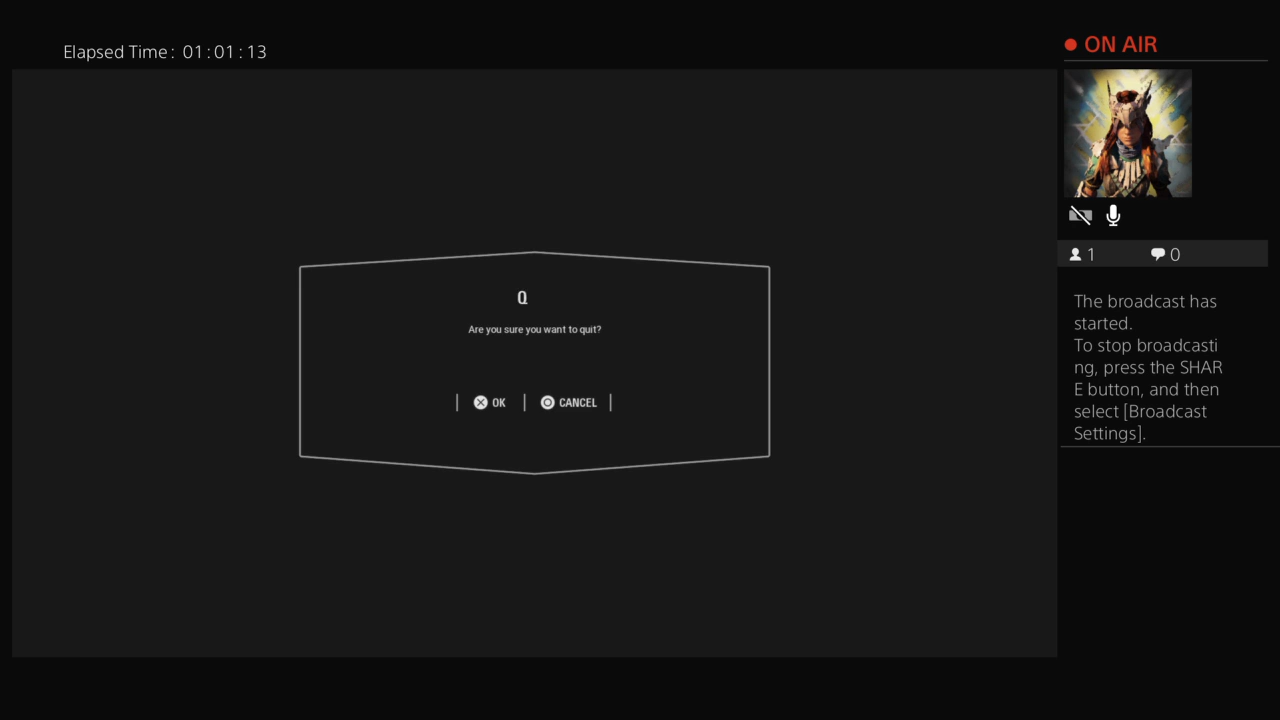 Elapsed Time: 01:01:13
ON AIR
1 0
Q
Are you sure you want to quit?
OK CANCEL
The broadcast has
started.
To stop broadcasti
ng, press the SHAR
E button, and then
select [Broadcast
Settings].